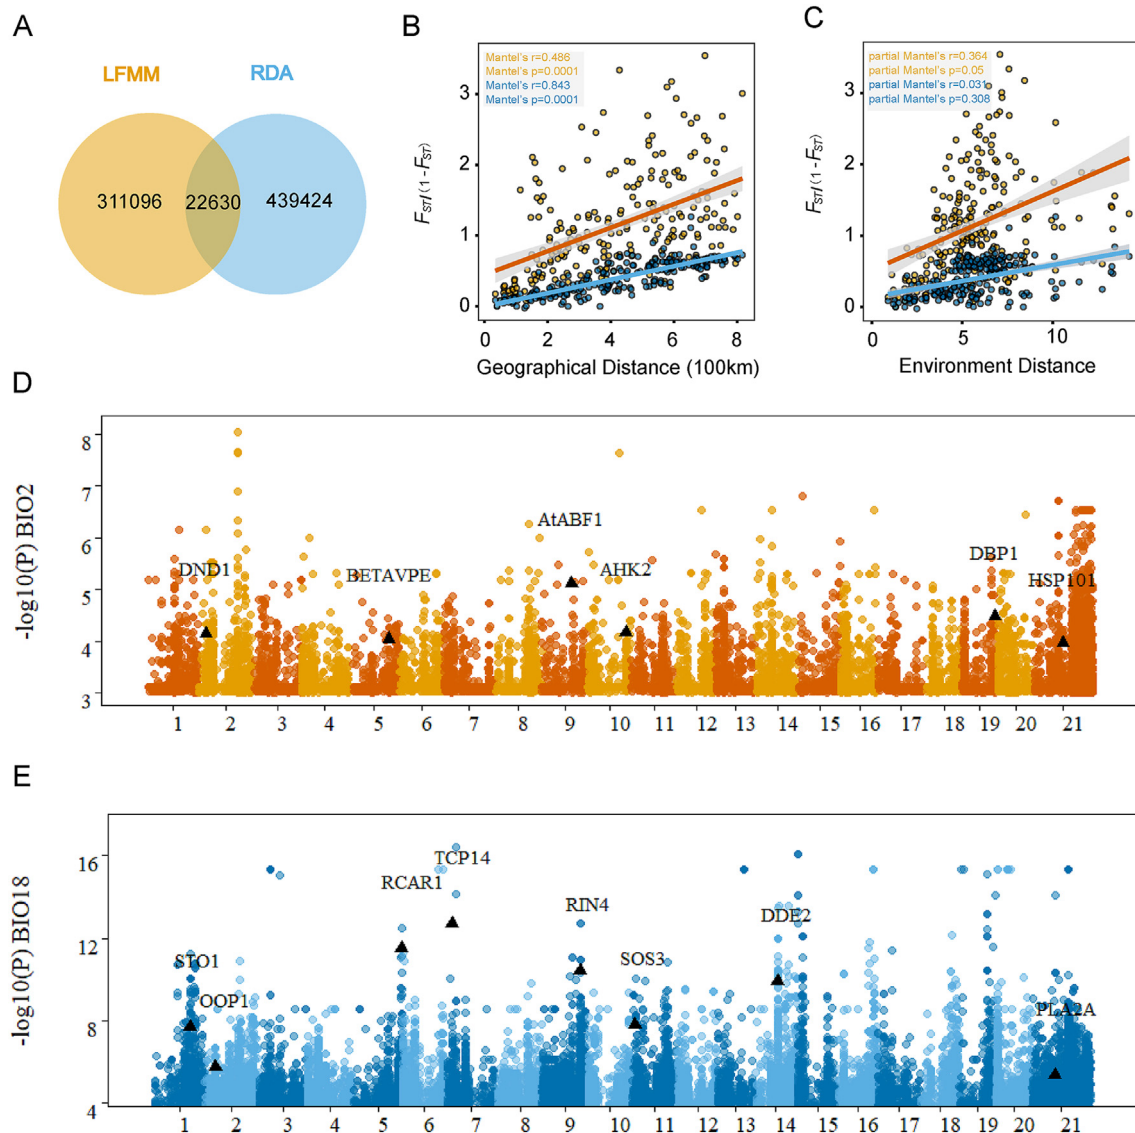 A
LFMM
RDA
311096
22630
439424
B
Mantel's r=0.486
Mantel's p=0.0001
Mantel's r=0.843
Mantel's p=0.0001
FST/(1-FST)
3
2
1
0
0
2
4
6
8
Geographical Distance (100km)
C
partial Mantel's r=0.364
partial Mantel's p=0.05
partial Mantel's r=0.031
partial Mantel's p=0.308
FST/(1-FST)
3
2
1
0
0
5
10
Environment Distance
D
-log10(P) BIO2
8
7
6
5
4
3
DND1
BETAVPE
AtABF1
AHK2
DBP1
HSP101
1 2 3 4 5 6 7 8 9 10 11 12 13 14 15 16 17 18 19 20 21
E
-log10(P) BIO18
16
12
8
4
STO1
OOP1
RCAR1
TCP14
RIN4
SOS3
DDE2
PLA2A
1 2 3 4 5 6 7 8 9 10 11 12 13 14 15 16 17 18 19 20 21